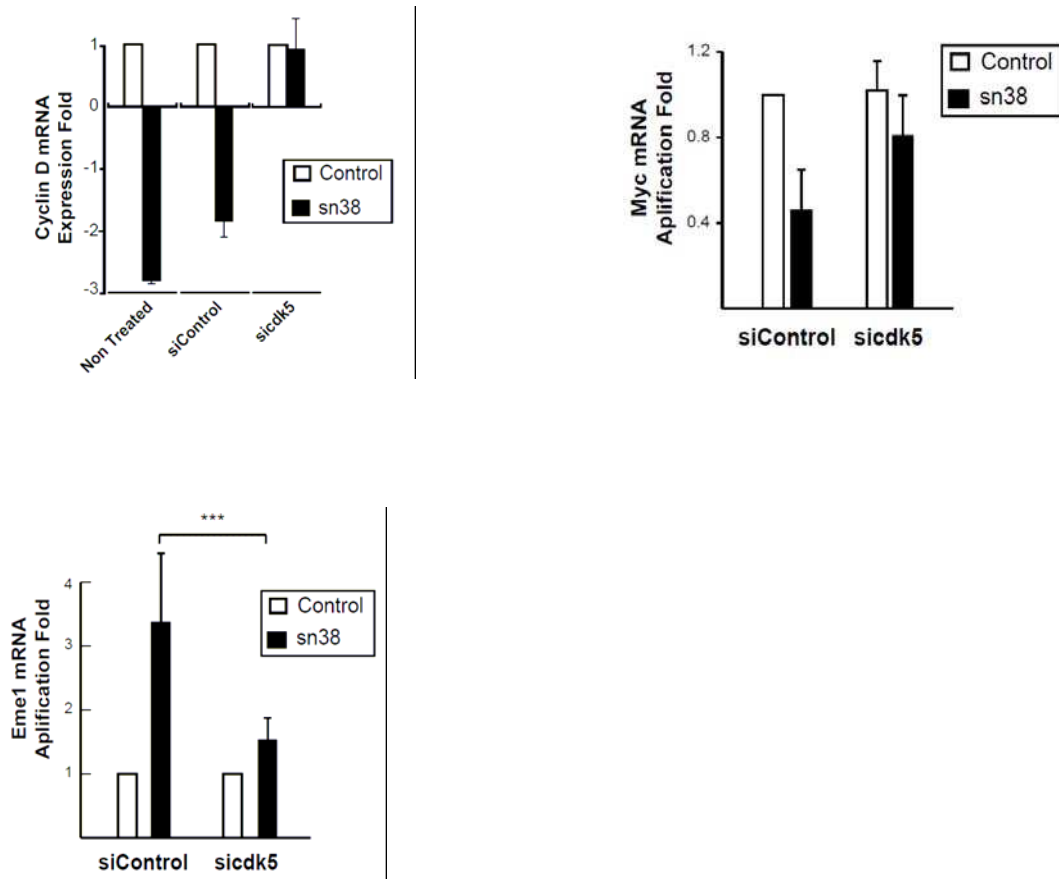 Cyclin D mRNA
Expression Fold
1
0
-1
-2
-3
Control
sn38
Non Treated
siControl
sicdk5
Myc mRNA
Aplification Fold
1.2
0.8
0.4
Control
sn38
siControl
sicdk5
Eme1 mRNA
Aplification Fold
4
3
2
1
***
Control
sn38
siControl
sicdk5